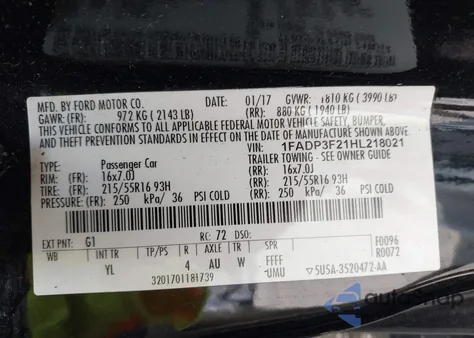 MFD. BY FORD MOTOR CO. DATE: 01/17 GVWR: 1810 KG ( 3990 LB)
GAWR: (FR): 972 KG ( 2143 LB) (RR): 880 KG ( 1940 LB)
THIS VEHICLE CONFORMS TO ALL APPLICABLE FEDERAL MOTOR VEHICLE SAFETY, BUMPER,
AND THEFT PREVENTION STANDARDS IN EFFECT ON THE DATE OF MANUFACTURE SHOWN ABOVE.
VIN: 1FADP3F21HL218021
TYPE: Passenger Car TRAILER TOWING - SEE OWNER GUIDE
RIM: (FR): 16x7.0J (RR): 16x7.0J
TIRE: (FR): 215/55R16 93H (RR): 215/55R16 93H
PRESSURE: (FR): 250 kPa/ 36 PSI COLD (RR): 250 kPa/ 36 PSI COLD
EXT PNT: G1 RC: 72 DSO: F0096
WB INT TR TP/PS R AXLE TR SPR R0072
YL 4 AU W FFFF
-UMU 5U5A-3520472-AA
3201701181739
autoSnap